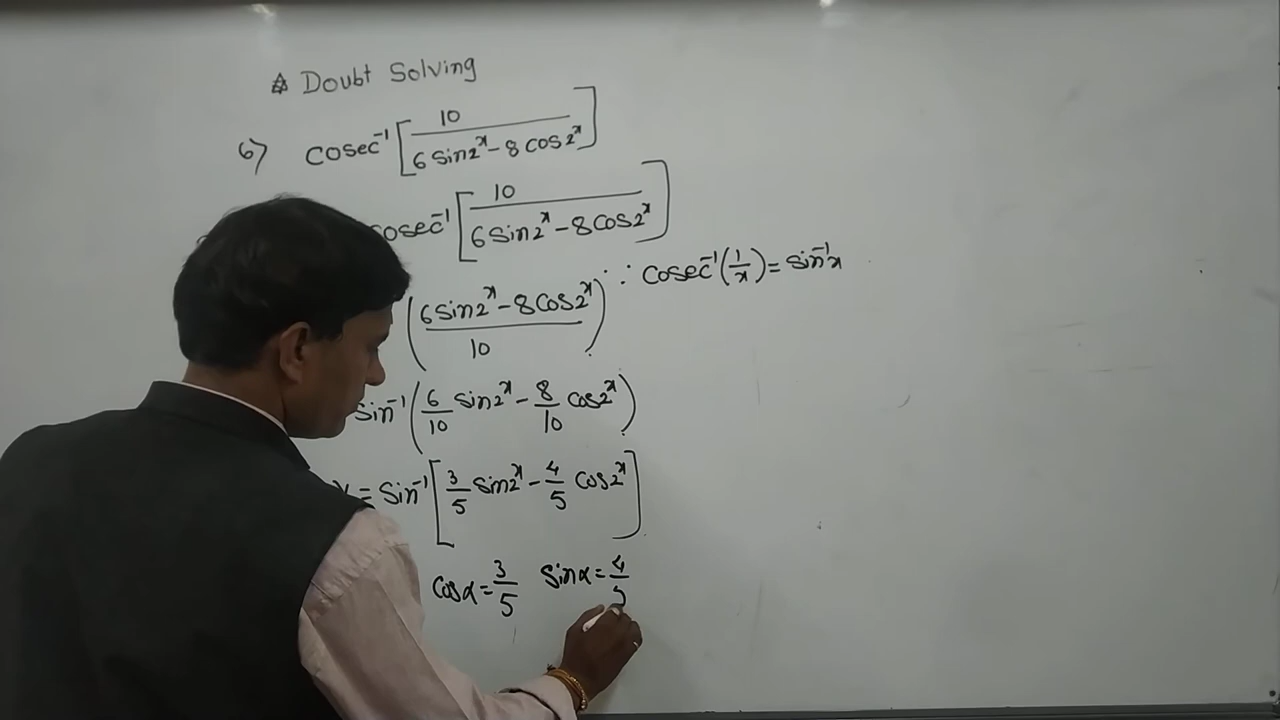 Doubt Solving
6) cosec⁻¹ [10 / (6 sin2ˣ - 8 cos2ˣ)]
cosec⁻¹ [10 / (6 sin2ˣ - 8 cos2ˣ)]
((6 sin2ˣ - 8 cos2ˣ) / 10) ∵ cosec⁻¹(1/x) = sin⁻¹x
sin⁻¹ (6/10 sin2ˣ - 8/10 cos2ˣ)
= sin⁻¹ [3/5 sin2ˣ - 4/5 cos2ˣ]
cosα = 3/5 sinα = 4/5